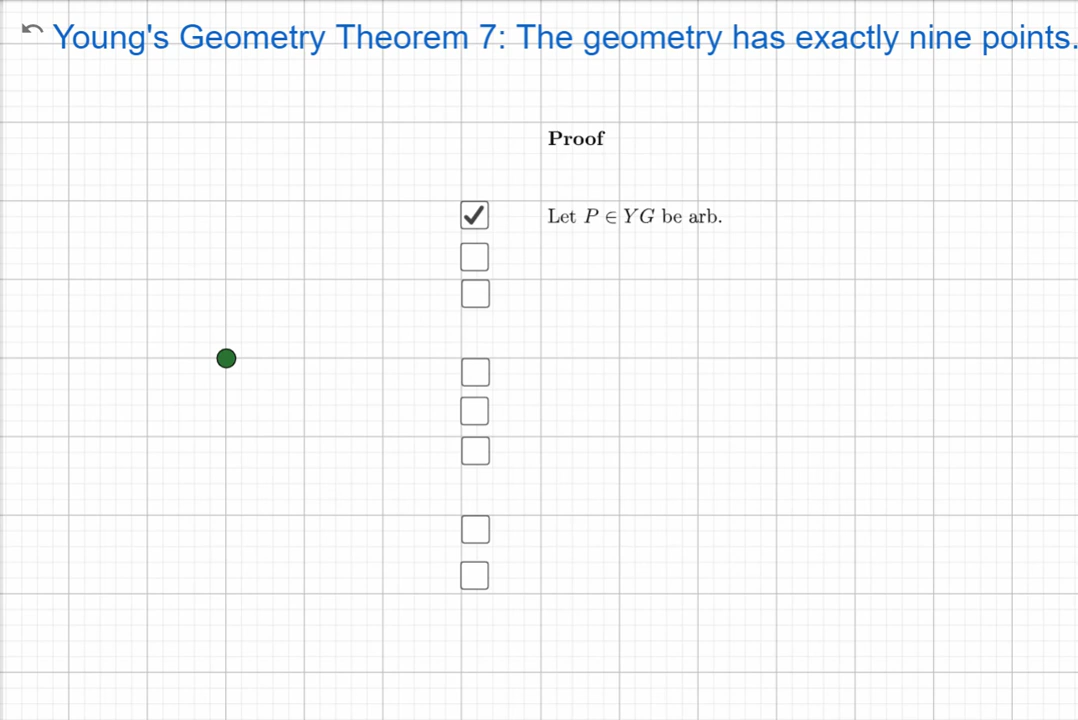 Young's Geometry Theorem 7: The geometry has exactly nine points.
Proof
Let P ∈ YG be arb.